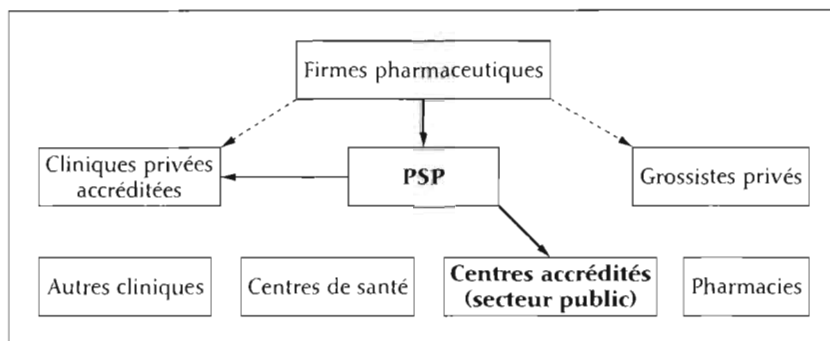 Firmes pharmaceutiques
Cliniques privées
accréditées
PSP
Grossistes privés
Autres cliniques
Centres de santé
Centres accrédités
(secteur public)
Pharmacies